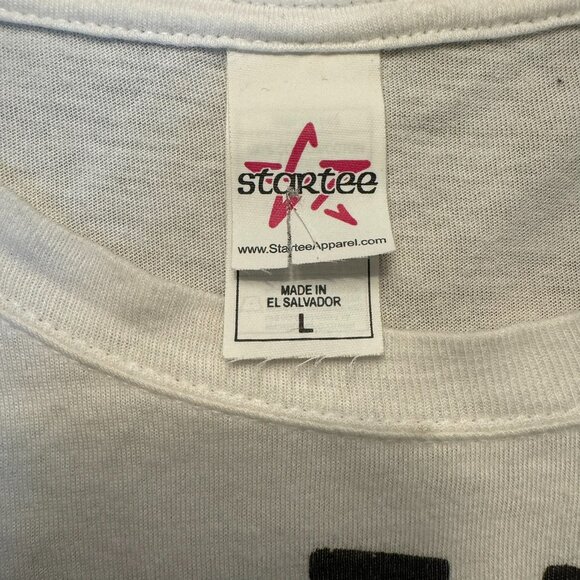 startee
www.StarteeApparel.com
MADE IN
EL SALVADOR
L